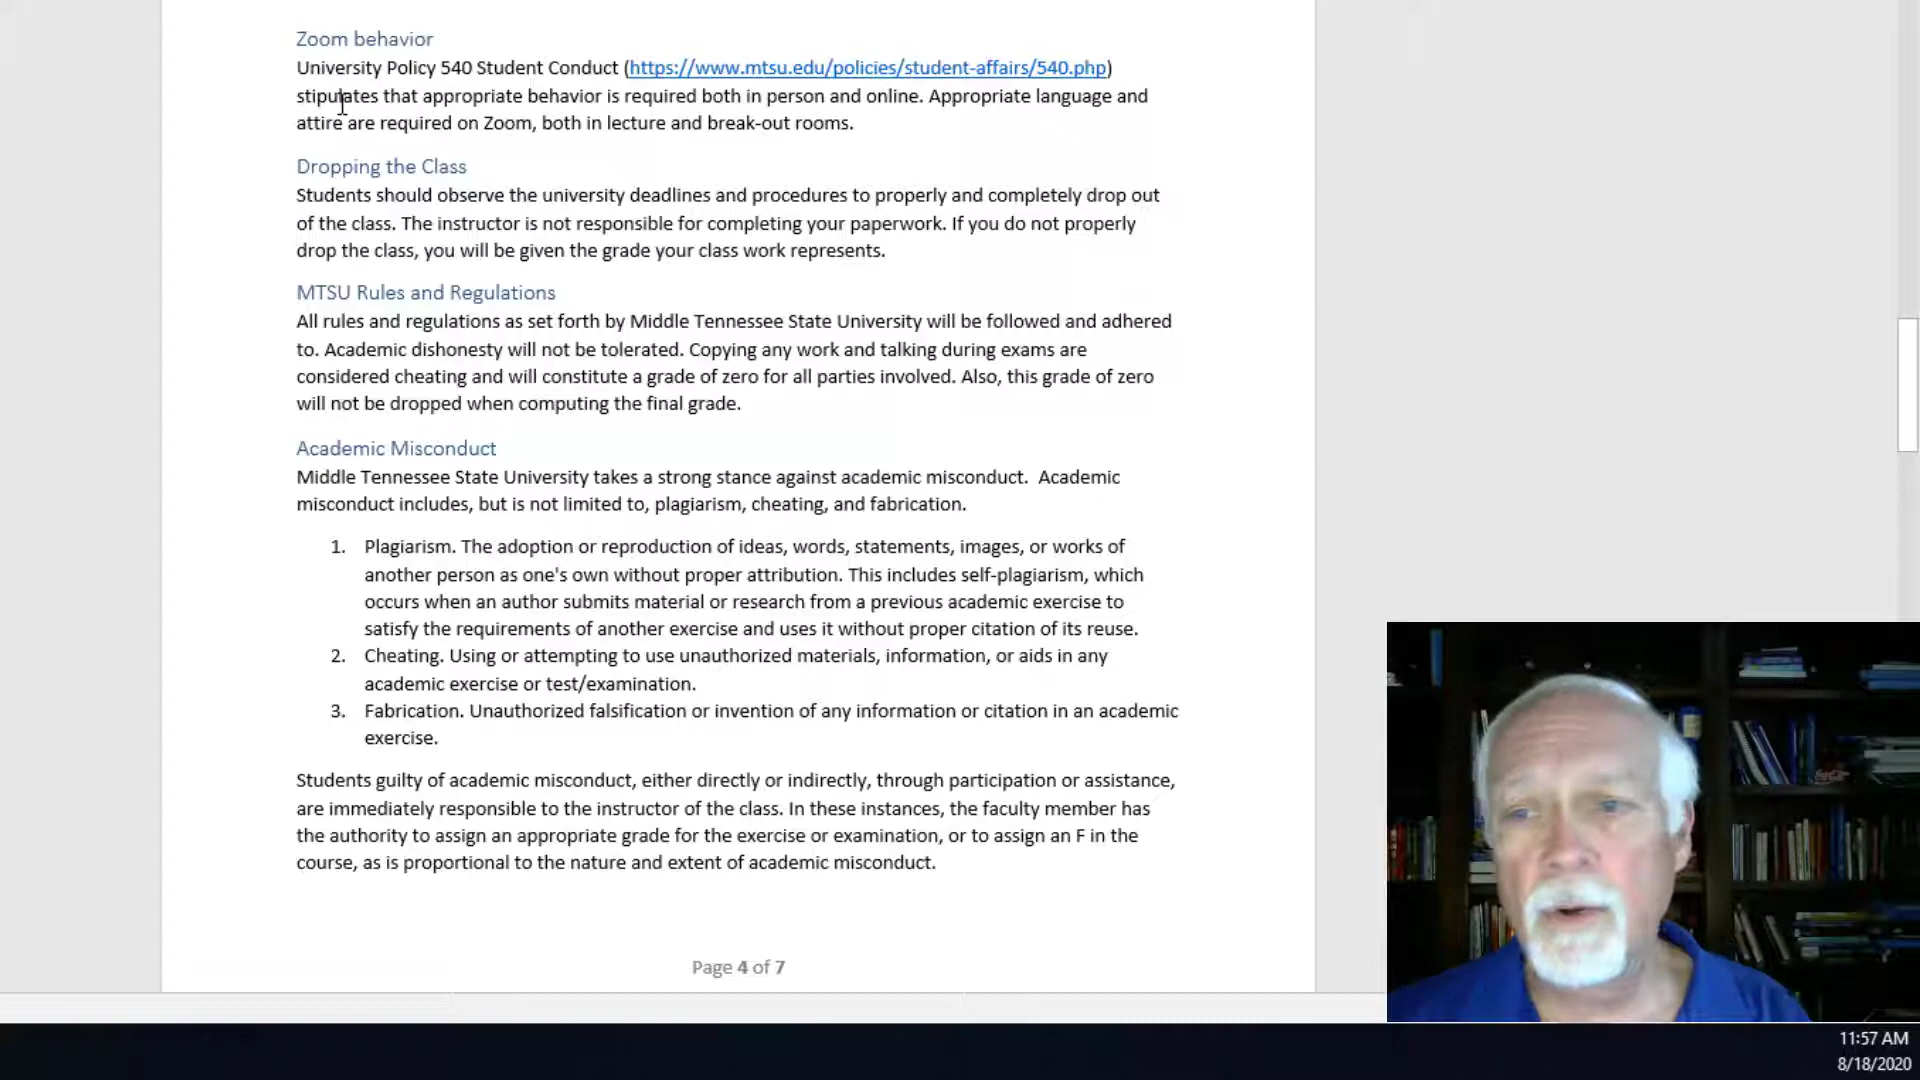 Zoom behavior
University Policy 540 Student Conduct (https://www.mtsu.edu/policies/student-affairs/540.php)
stipulates that appropriate behavior is required both in person and online. Appropriate language and
attire are required on Zoom, both in lecture and break-out rooms.
Dropping the Class
Students should observe the university deadlines and procedures to properly and completely drop out
of the class. The instructor is not responsible for completing your paperwork. If you do not properly
drop the class, you will be given the grade your class work represents.
MTSU Rules and Regulations
All rules and regulations as set forth by Middle Tennessee State University will be followed and adhered
to. Academic dishonesty will not be tolerated. Copying any work and talking during exams are
considered cheating and will constitute a grade of zero for all parties involved. Also, this grade of zero
will not be dropped when computing the final grade.
Academic Misconduct
Middle Tennessee State University takes a strong stance against academic misconduct.  Academic
misconduct includes, but is not limited to, plagiarism, cheating, and fabrication.
1. Plagiarism. The adoption or reproduction of ideas, words, statements, images, or works of
another person as one's own without proper attribution. This includes self-plagiarism, which
occurs when an author submits material or research from a previous academic exercise to
satisfy the requirements of another exercise and uses it without proper citation of its reuse.
2. Cheating. Using or attempting to use unauthorized materials, information, or aids in any
academic exercise or test/examination.
3. Fabrication. Unauthorized falsification or invention of any information or citation in an academic
exercise.
Students guilty of academic misconduct, either directly or indirectly, through participation or assistance,
are immediately responsible to the instructor of the class. In these instances, the faculty member has
the authority to assign an appropriate grade for the exercise or examination, or to assign an F in the
course, as is proportional to the nature and extent of academic misconduct.
Page 4 of 7
11:57 AM
8/18/2020